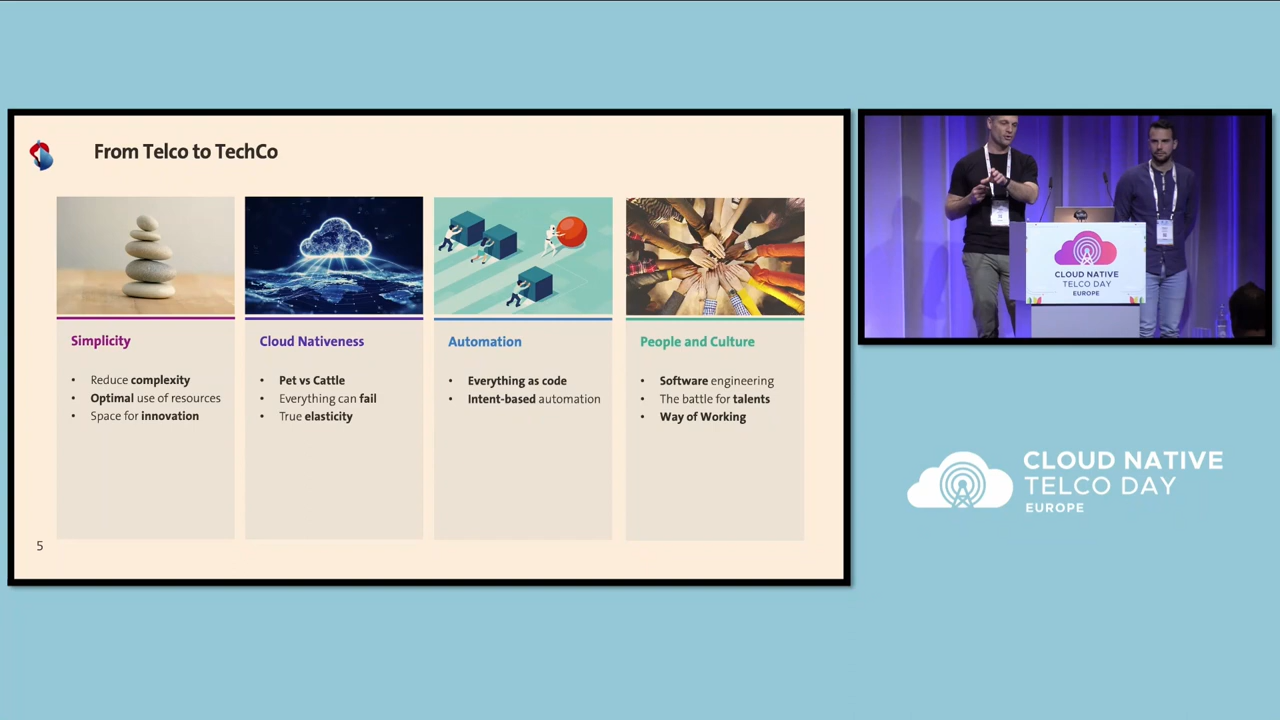 From Telco to TechCo
Simplicity
• Reduce complexity
• Optimal use of resources
• Space for innovation
Cloud Nativeness
• Pet vs Cattle
• Everything can fail
• True elasticity
Automation
• Everything as code
• Intent-based automation
People and Culture
• Software engineering
• The battle for talents
• Way of Working
5
CLOUD NATIVE
TELCO DAY
EUROPE
CLOUD NATIVE
TELCO DAY
EUROPE